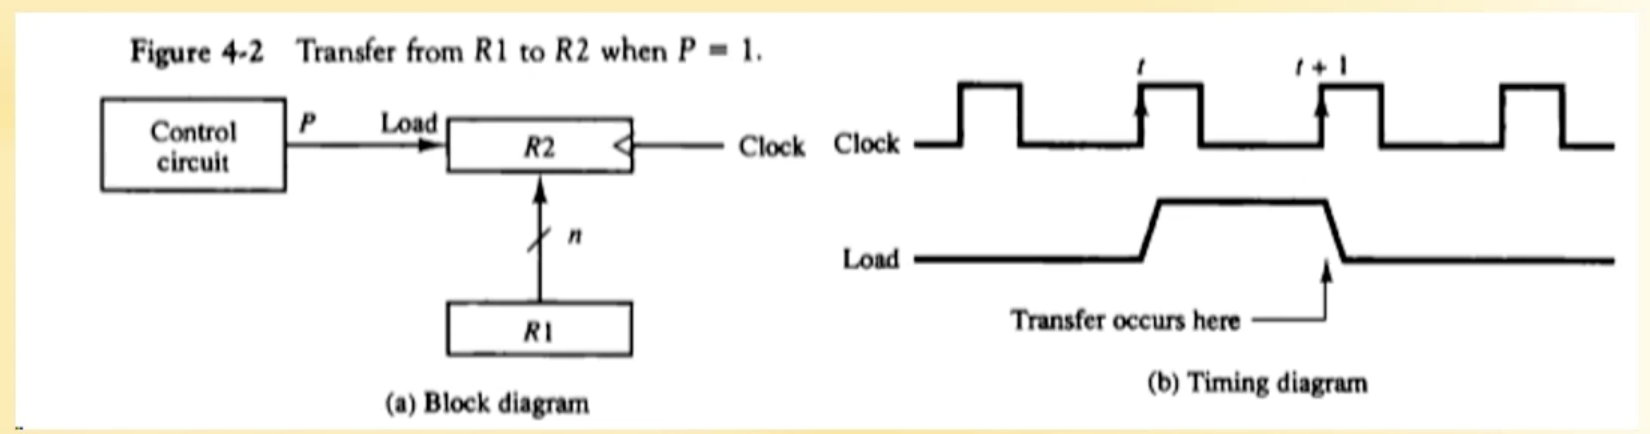 Figure 4-2 Transfer from R1 to R2 when P = 1.
Control
circuit
P
Load
R2
Clock
n
R1
(a) Block diagram
t
t + 1
Clock
Load
Transfer occurs here
(b) Timing diagram